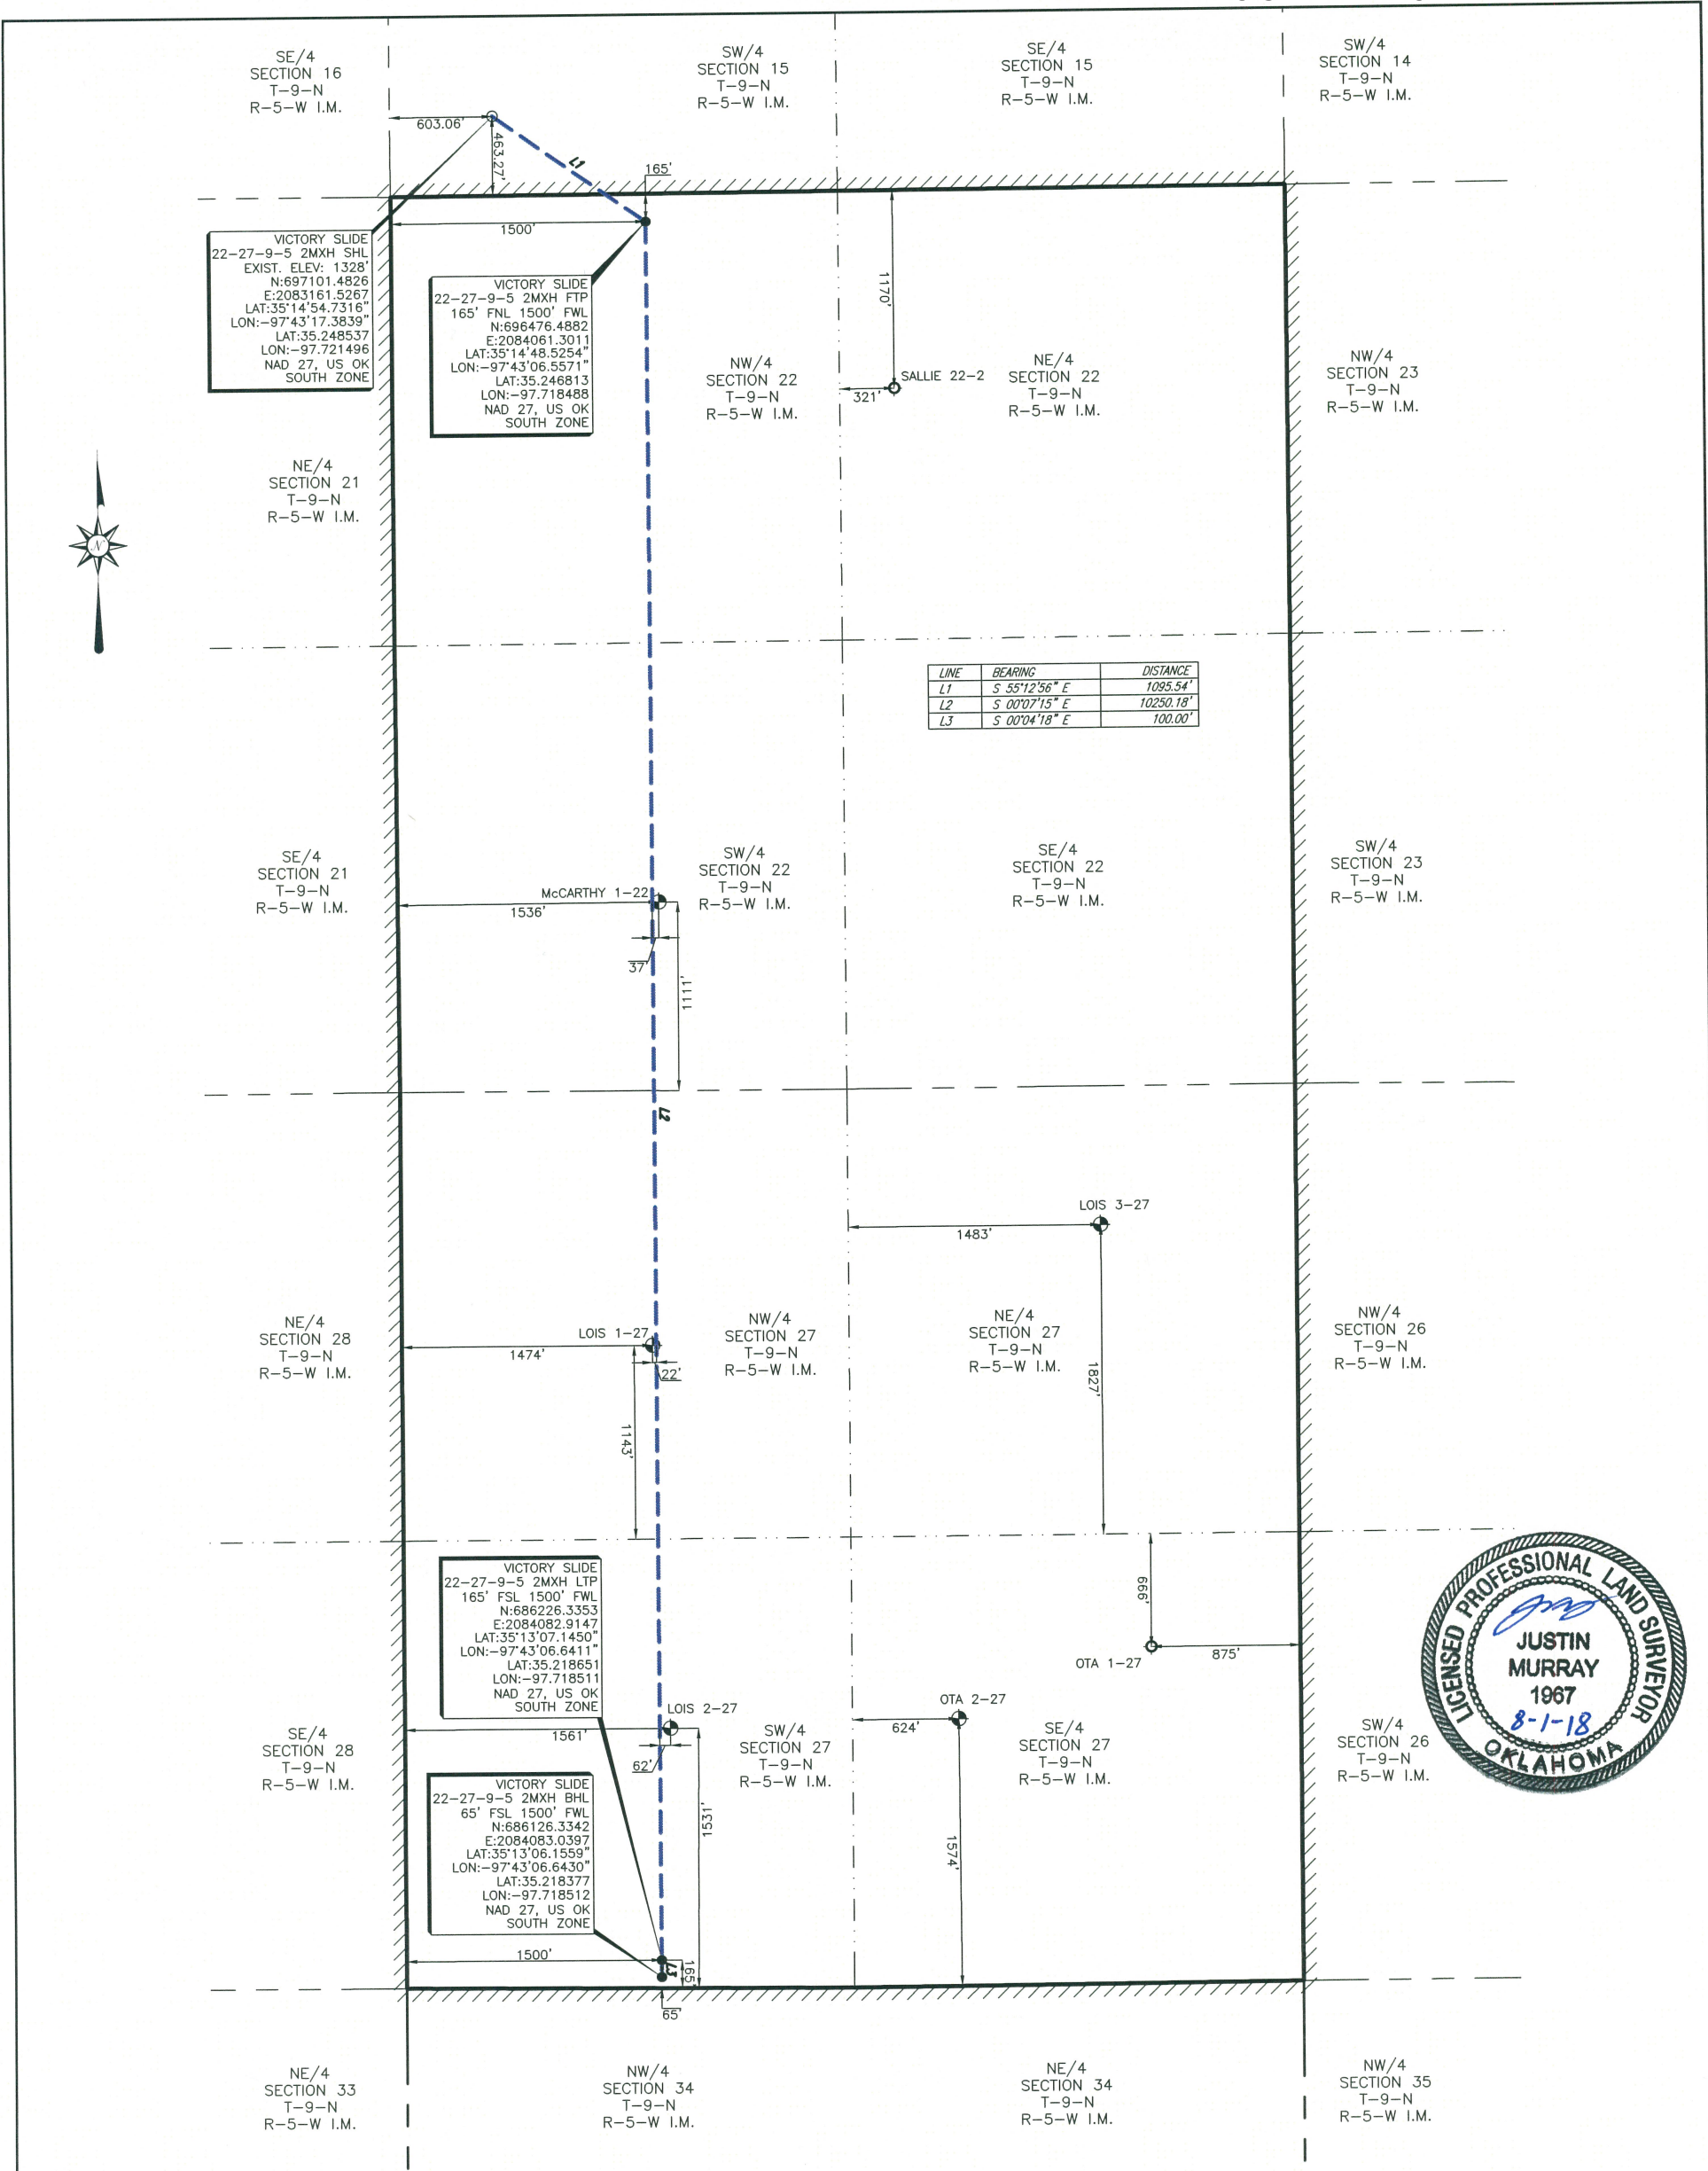 SE/4
SECTION 16
T-9-N
R-5-W I.M.
SW/4
SECTION 15
T-9-N
R-5-W I.M.
SE/4
SECTION 15
T-9-N
R-5-W I.M.
SW/4
SECTION 14
T-9-N
R-5-W I.M.
603.06'
463.27'
L1
165'
1500'
VICTORY SLIDE
22-27-9-5 2MXH SHL
EXIST. ELEV: 1328'
N:697101.4826
E:2083161.5267
LAT:35°14'54.7316"
LON:-97°43'17.3839"
LAT:35.248537
LON:-97.721496
NAD 27, US OK
SOUTH ZONE
VICTORY SLIDE
22-27-9-5 2MXH FTP
165' FNL 1500' FWL
N:696476.4882
E:2084061.3011
LAT:35°14'48.5254"
LON:-97°43'06.5571"
LAT:35.246813
LON:-97.718488
NAD 27, US OK
SOUTH ZONE
1170'
SALLIE 22-2
321'
NW/4
SECTION 22
T-9-N
R-5-W I.M.
NE/4
SECTION 22
T-9-N
R-5-W I.M.
NW/4
SECTION 23
T-9-N
R-5-W I.M.
NE/4
SECTION 21
T-9-N
R-5-W I.M.
N
LINE BEARING DISTANCE
L1 S 55°12'56" E 1095.54'
L2 S 00°07'15" E 10250.18'
L3 S 00°04'18" E 100.00'
SE/4
SECTION 21
T-9-N
R-5-W I.M.
McCARTHY 1-22
1536'
37'
1111'
SW/4
SECTION 22
T-9-N
R-5-W I.M.
SE/4
SECTION 22
T-9-N
R-5-W I.M.
SW/4
SECTION 23
T-9-N
R-5-W I.M.
L2
LOIS 3-27
1483'
1827'
NE/4
SECTION 28
T-9-N
R-5-W I.M.
LOIS 1-27
1474'
22'
1143'
NW/4
SECTION 27
T-9-N
R-5-W I.M.
NE/4
SECTION 27
T-9-N
R-5-W I.M.
NW/4
SECTION 26
T-9-N
R-5-W I.M.
VICTORY SLIDE
22-27-9-5 2MXH LTP
165' FSL 1500' FWL
N:686226.3353
E:2084082.9147
LAT:35°13'07.1450"
LON:-97°43'06.6411"
LAT:35.218651
LON:-97.718511
NAD 27, US OK
SOUTH ZONE
666'
OTA 1-27
875'
LICENSED PROFESSIONAL LAND SURVEYOR
JUSTIN
MURRAY
1967
8-1-18
OKLAHOMA
SE/4
SECTION 28
T-9-N
R-5-W I.M.
LOIS 2-27
1561'
62'
1531'
SW/4
SECTION 27
T-9-N
R-5-W I.M.
OTA 2-27
624'
1574'
SE/4
SECTION 27
T-9-N
R-5-W I.M.
SW/4
SECTION 26
T-9-N
R-5-W I.M.
VICTORY SLIDE
22-27-9-5 2MXH BHL
65' FSL 1500' FWL
N:686126.3342
E:2084083.0397
LAT:35°13'06.1559"
LON:-97°43'06.6430"
LAT:35.218377
LON:-97.718512
NAD 27, US OK
SOUTH ZONE
1500'
L3
165'
65'
NE/4
SECTION 33
T-9-N
R-5-W I.M.
NW/4
SECTION 34
T-9-N
R-5-W I.M.
NE/4
SECTION 34
T-9-N
R-5-W I.M.
NW/4
SECTION 35
T-9-N
R-5-W I.M.